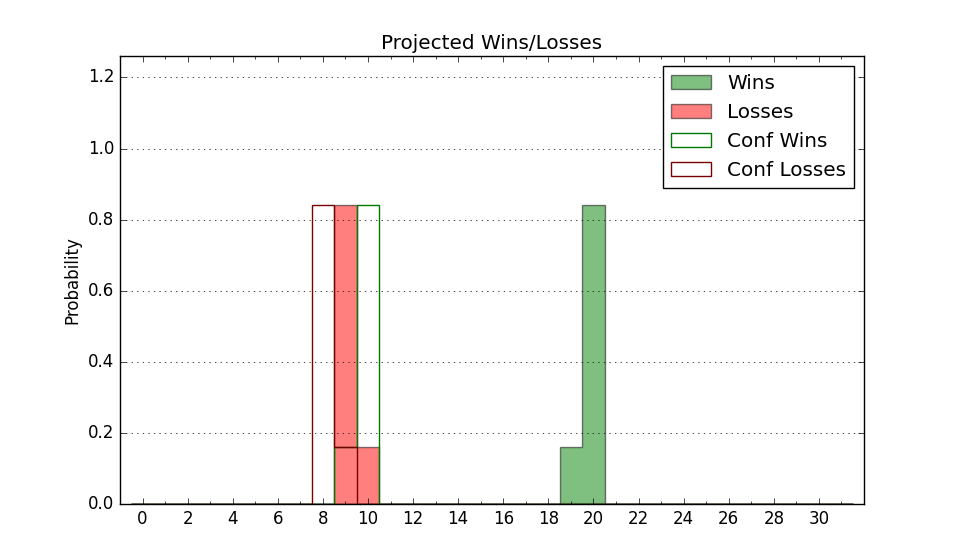 Projected Wins/Losses
1.2
1.0
0.8
0.6
0.4
0.2
0.0
Probability
Wins
Losses
Conf Wins
Conf Losses
0 2 4 6 8 10 12 14 16 18 20 22 24 26 28 30